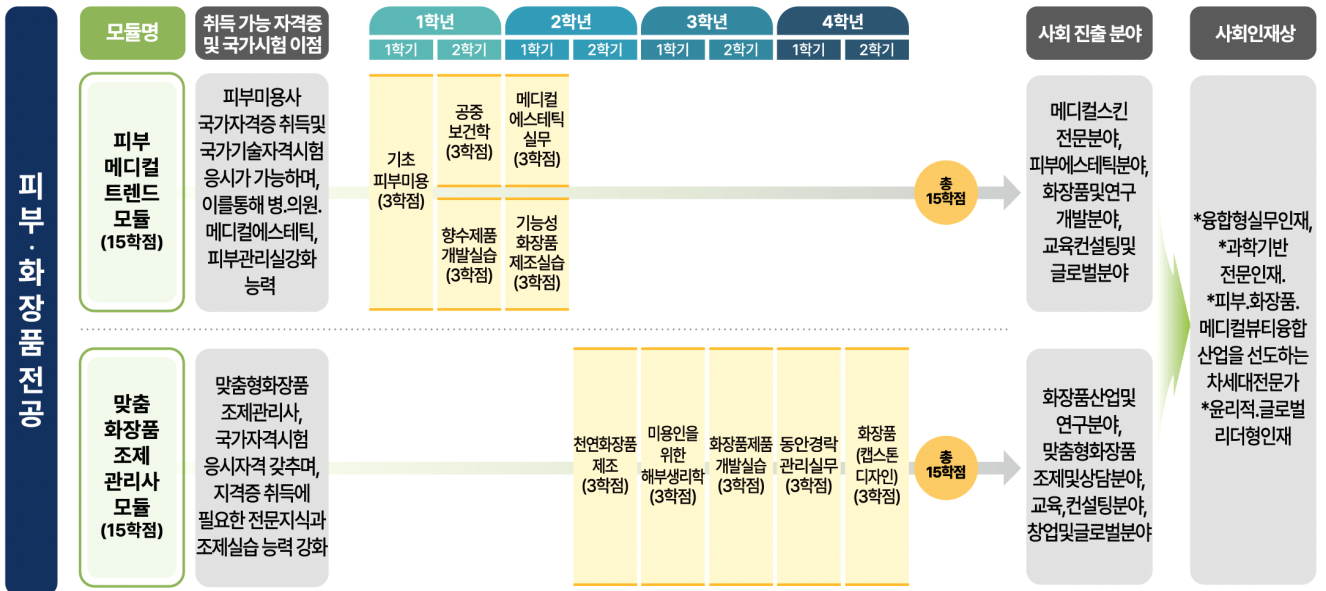 피부·화장품전공
모듈명
취득 가능 자격증
및 국가시험 이점
1학년
2학년
3학년
4학년
1학기
2학기
1학기
2학기
1학기
2학기
1학기
2학기
사회 진출 분야
사회인재상
피부
메디컬
트렌드
모듈
(15학점)
피부미용사
국가자격증 취득및
국가기술자격시험
응시가 가능하며,
이를통해 병.의원.
메디컬에스테틱,
피부관리실강화
능력
기초
피부미용
(3학점)
공중
보건학
(3학점)
향수제품
개발실습
(3학점)
메디컬
에스테틱
실무
(3학점)
기능성
화장품
제조실습
(3학점)
총
15학점
메디컬스킨
전문분야,
피부에스테틱분야,
화장품및연구
개발분야,
교육컨설팅및
글로벌분야
맞춤
화장품
조제
관리사
모듈
(15학점)
맞춤형화장품
조제관리사,
국가자격시험
응시자격 갖추며,
지격증 취득에
필요한 전문지식과
조제실습 능력 강화
천연화장품
제조
(3학점)
미용인을
위한
해부생리학
(3학점)
화장품제품
개발실습
(3학점)
동안경락
관리실무
(3학점)
화장품
(캡스톤
디자인)
(3학점)
총
15학점
화장품산업및
연구분야,
맞춤형화장품
조제및상담분야,
교육,컨설팅분야,
창업및글로벌분야
*융합형실무인재,
*과학기반
전문인재.
*피부.화장품.
메디컬뷰티융합
산업을 선도하는
차세대전문가
*윤리적.글로벌
리더형인재